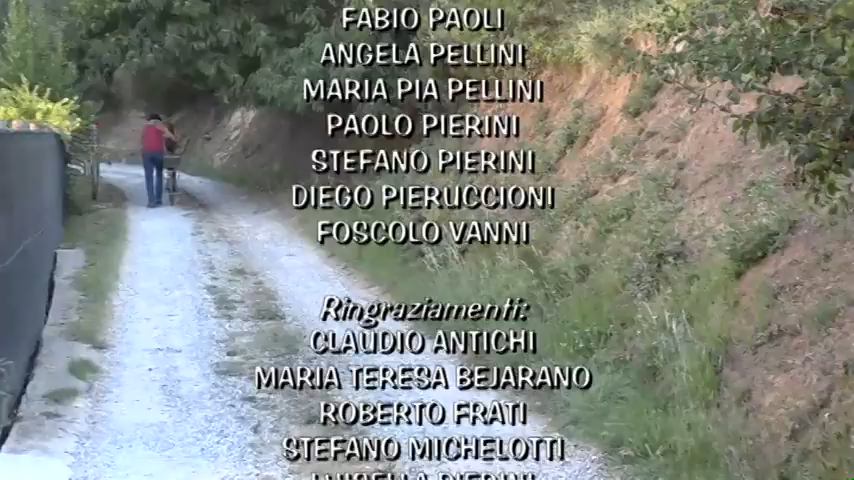 FABIO PAOLI
ANGELA PELLINI
MARIA PIA PELLINI
PAOLO PIERINI
STEFANO PIERINI
DIEGO PIERUCCIONI
FOSCOLO VANNI
Ringraziamenti:
CLAUDIO ANTICHI
MARIA TERESA BEJARANO
ROBERTO FRATI
STEFANO MICHELOTTI